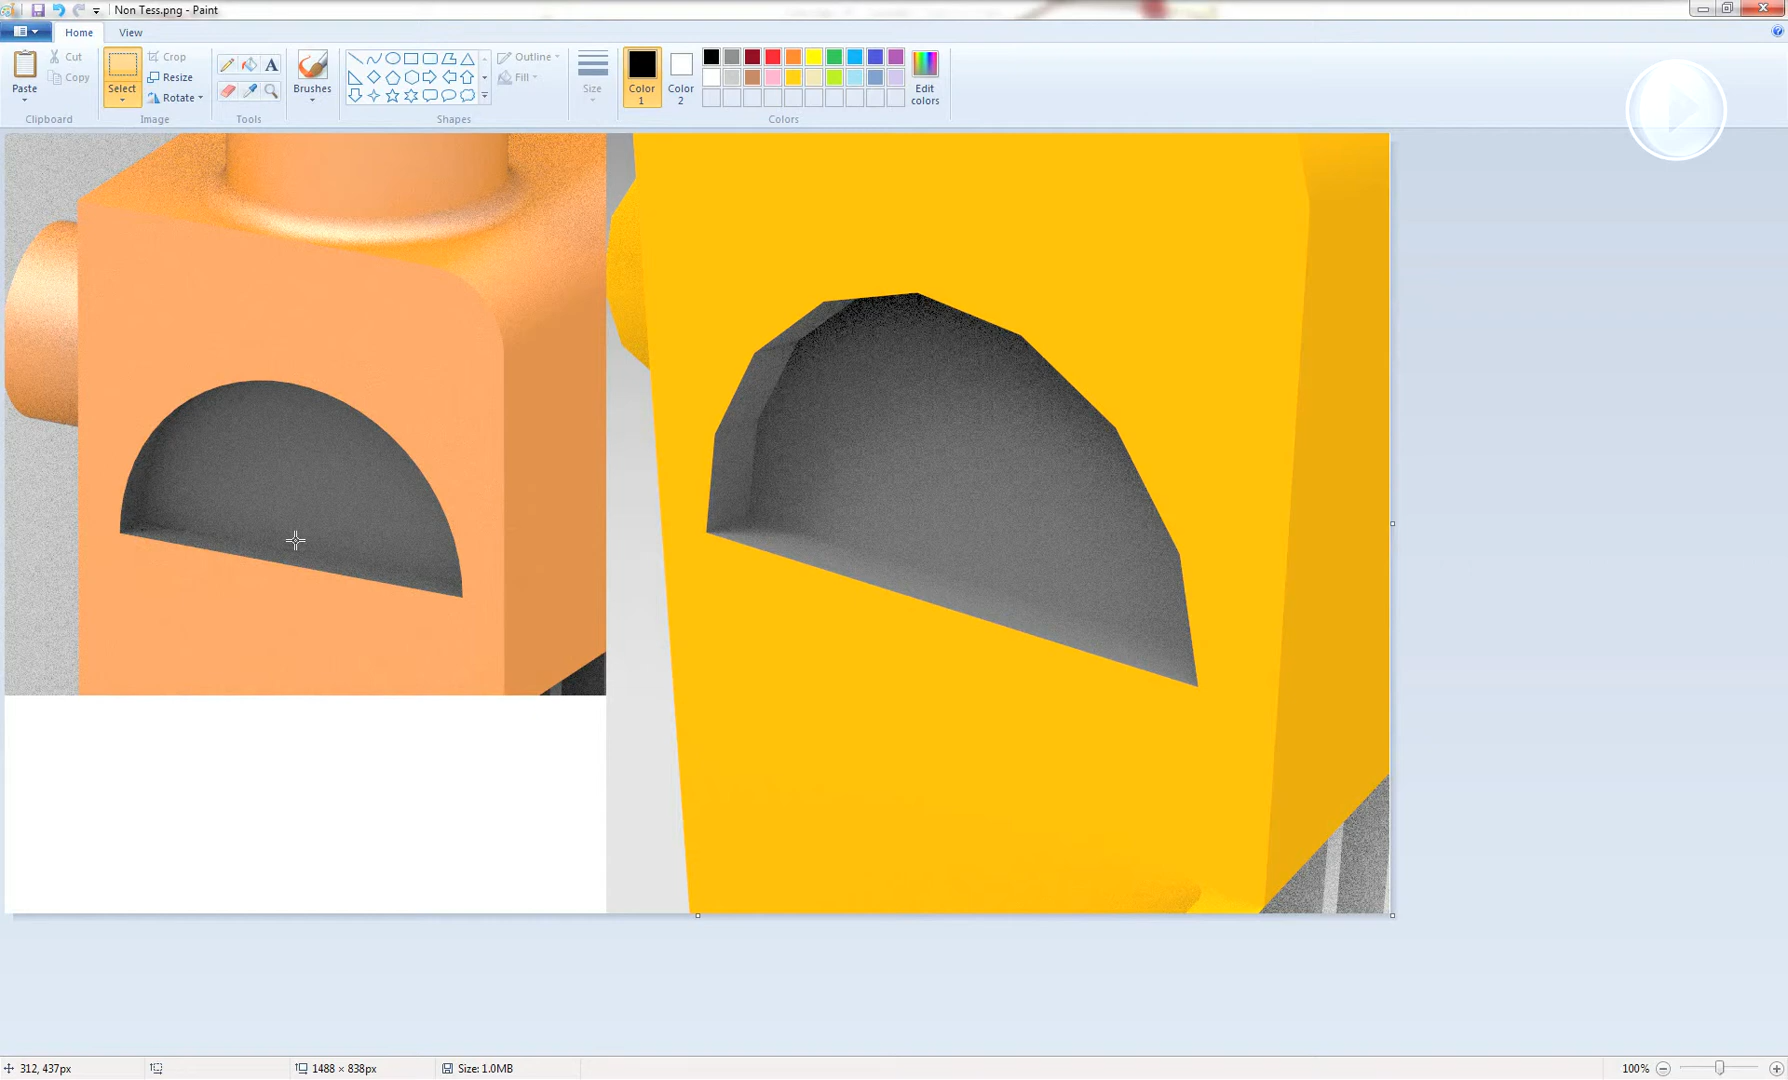 Non Tess.png - Paint
Home View
Paste
Cut
Copy
Clipboard
Select
Crop
Resize
Rotate
Image
A
Tools
Brushes
Outline
Fill
Shapes
Size
Color 1
Color 2
Edit colors
Colors
312, 437px
1488 × 838px
Size: 1.0MB
100%